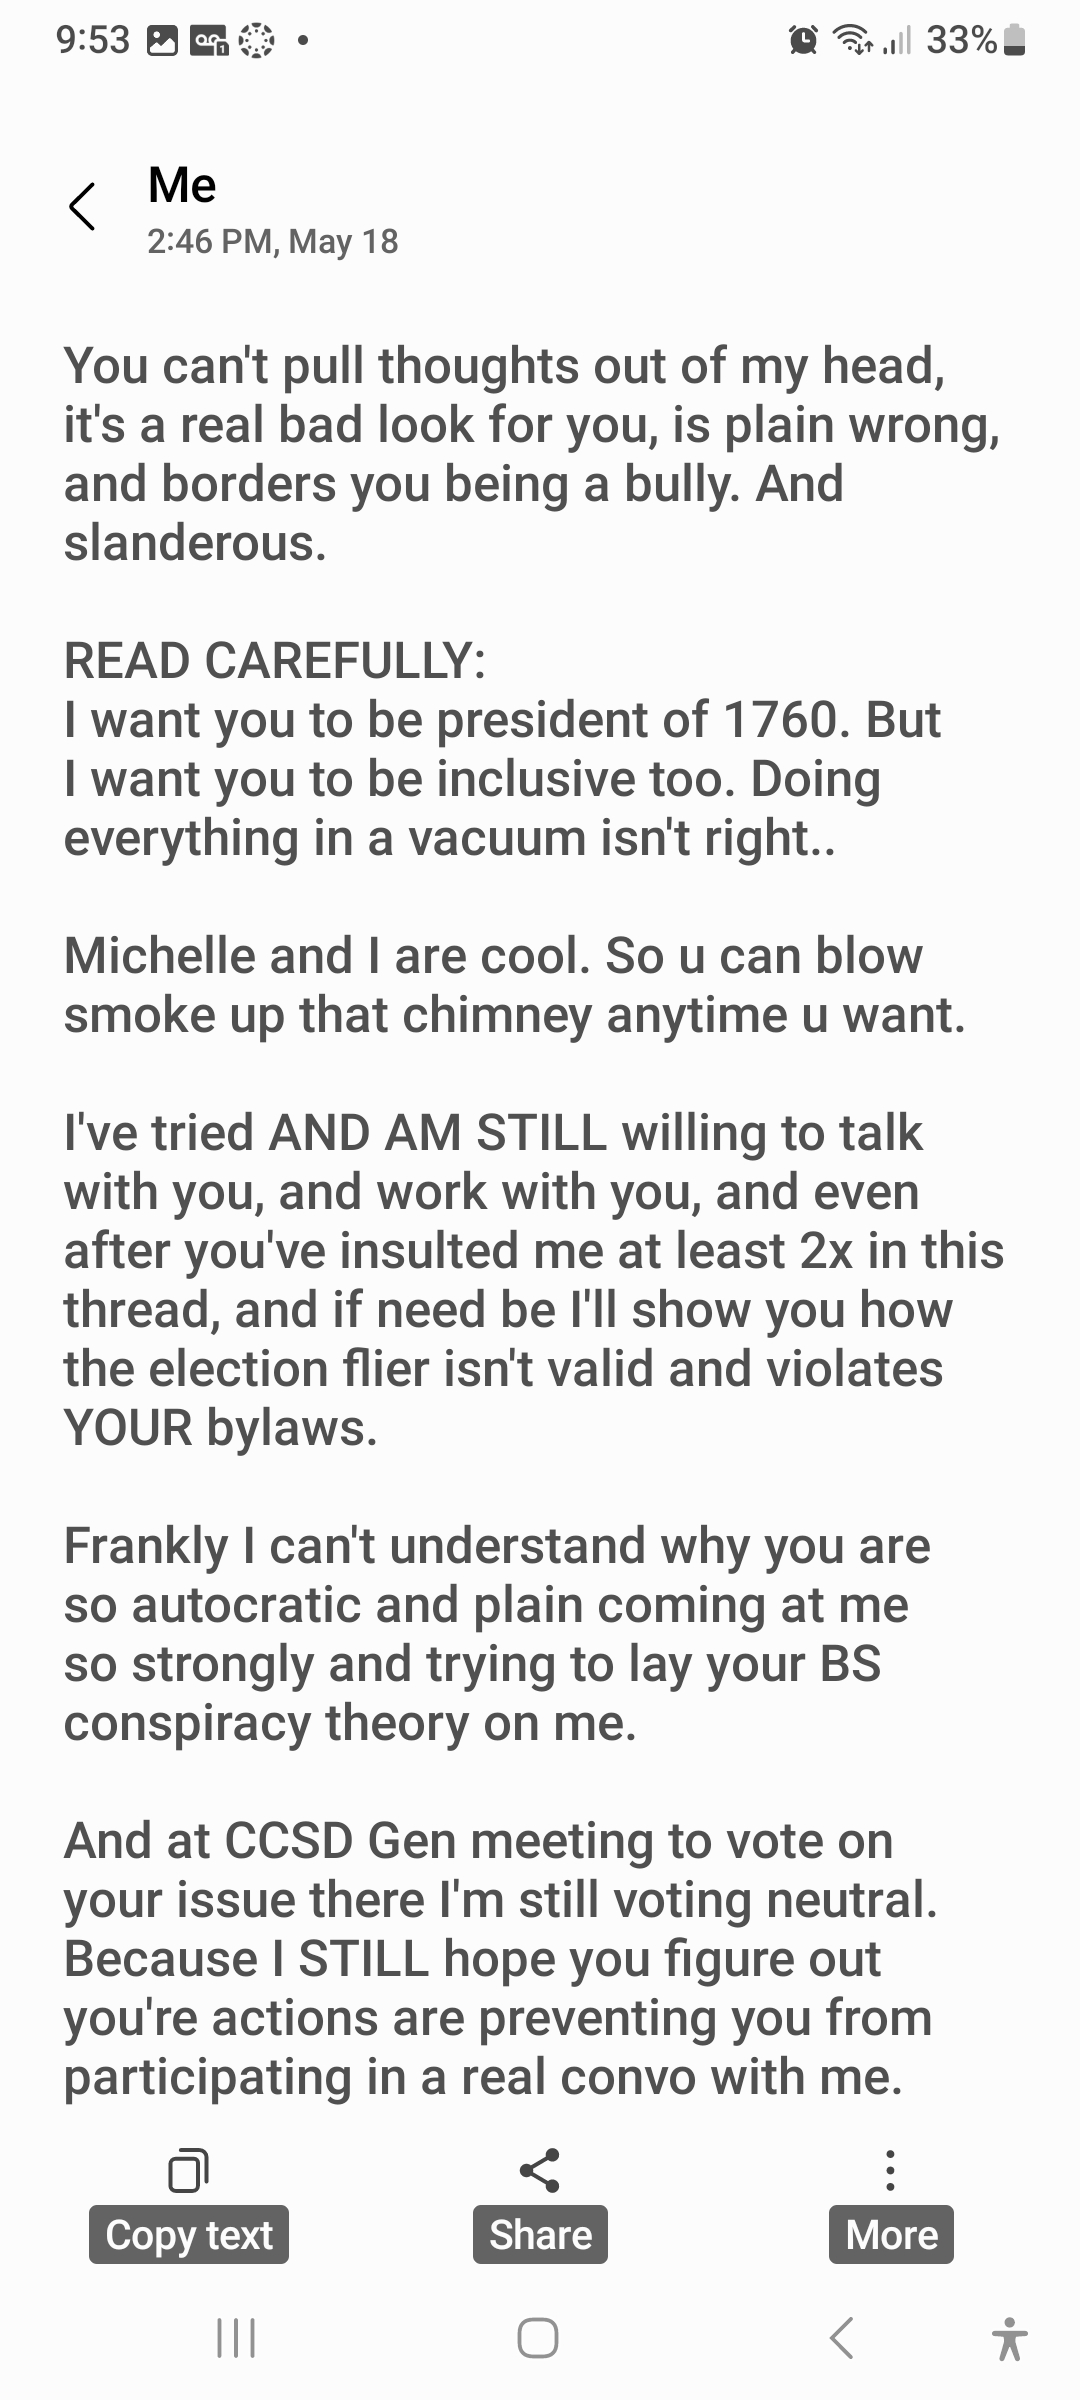 9:53
33%
Me
2:46 PM, May 18
You can't pull thoughts out of my head,
it's a real bad look for you, is plain wrong,
and borders you being a bully. And
slanderous.
READ CAREFULLY:
I want you to be president of 1760. But
I want you to be inclusive too. Doing
everything in a vacuum isn't right..
Michelle and I are cool. So u can blow
smoke up that chimney anytime u want.
I've tried AND AM STILL willing to talk
with you, and work with you, and even
after you've insulted me at least 2x in this
thread, and if need be I'll show you how
the election flier isn't valid and violates
YOUR bylaws.
Frankly I can't understand why you are
so autocratic and plain coming at me
so strongly and trying to lay your BS
conspiracy theory on me.
And at CCSD Gen meeting to vote on
your issue there I'm still voting neutral.
Because I STILL hope you figure out
you're actions are preventing you from
participating in a real convo with me.
Copy text
Share
More